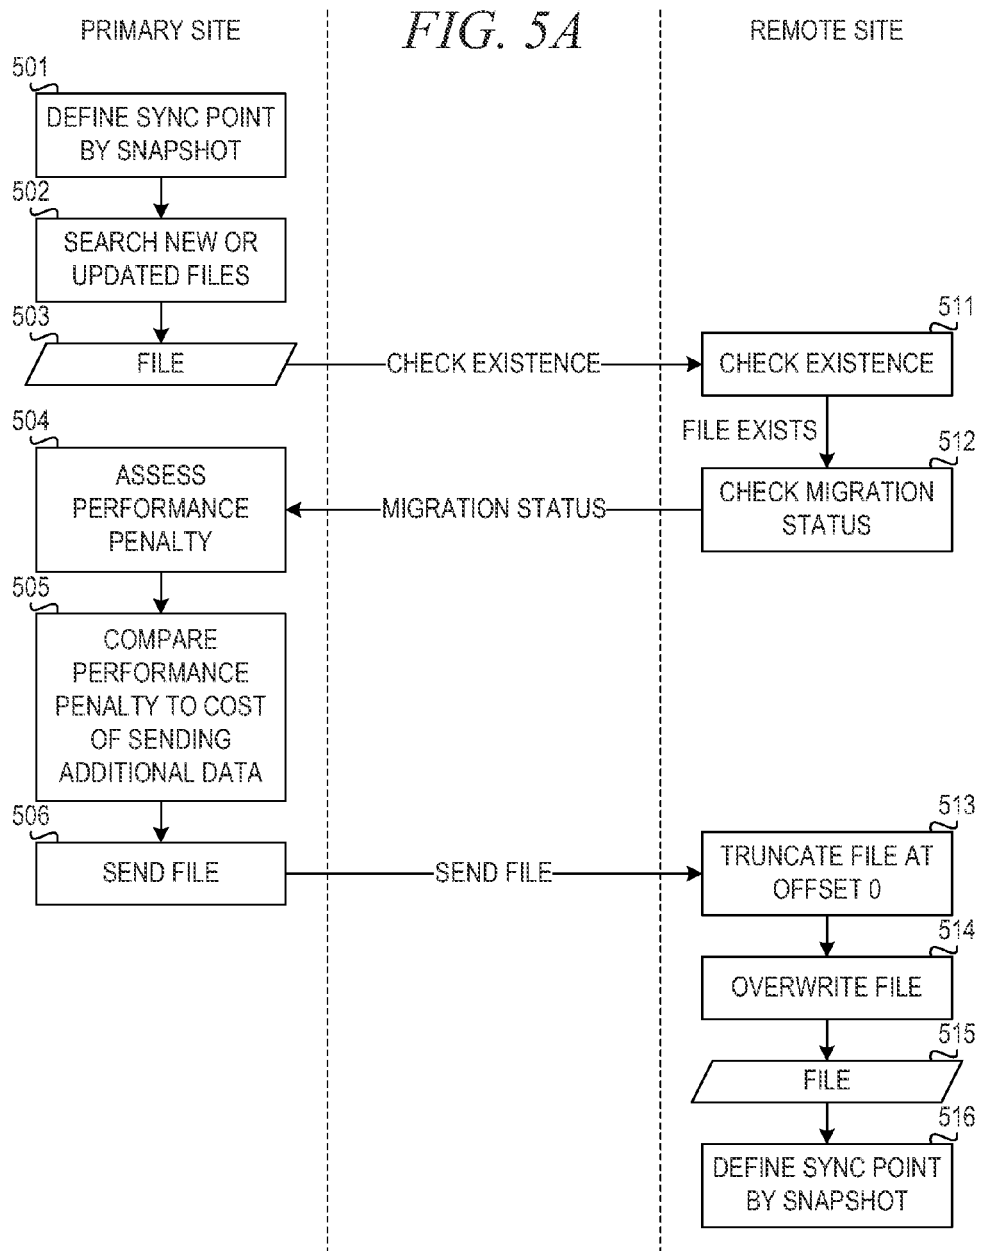 PRIMARY SITE
FIG. 5A
REMOTE SITE
501
DEFINE SYNC POINT
BY SNAPSHOT
502
SEARCH NEW OR
UPDATED FILES
503
FILE
CHECK EXISTENCE
511
CHECK EXISTENCE
FILE EXISTS
504
ASSESS
PERFORMANCE
PENALTY
MIGRATION STATUS
512
CHECK MIGRATION
STATUS
505
COMPARE
PERFORMANCE
PENALTY TO COST
OF SENDING
ADDITIONAL DATA
506
SEND FILE
SEND FILE
513
TRUNCATE FILE AT
OFFSET 0
514
OVERWRITE FILE
515
FILE
516
DEFINE SYNC POINT
BY SNAPSHOT